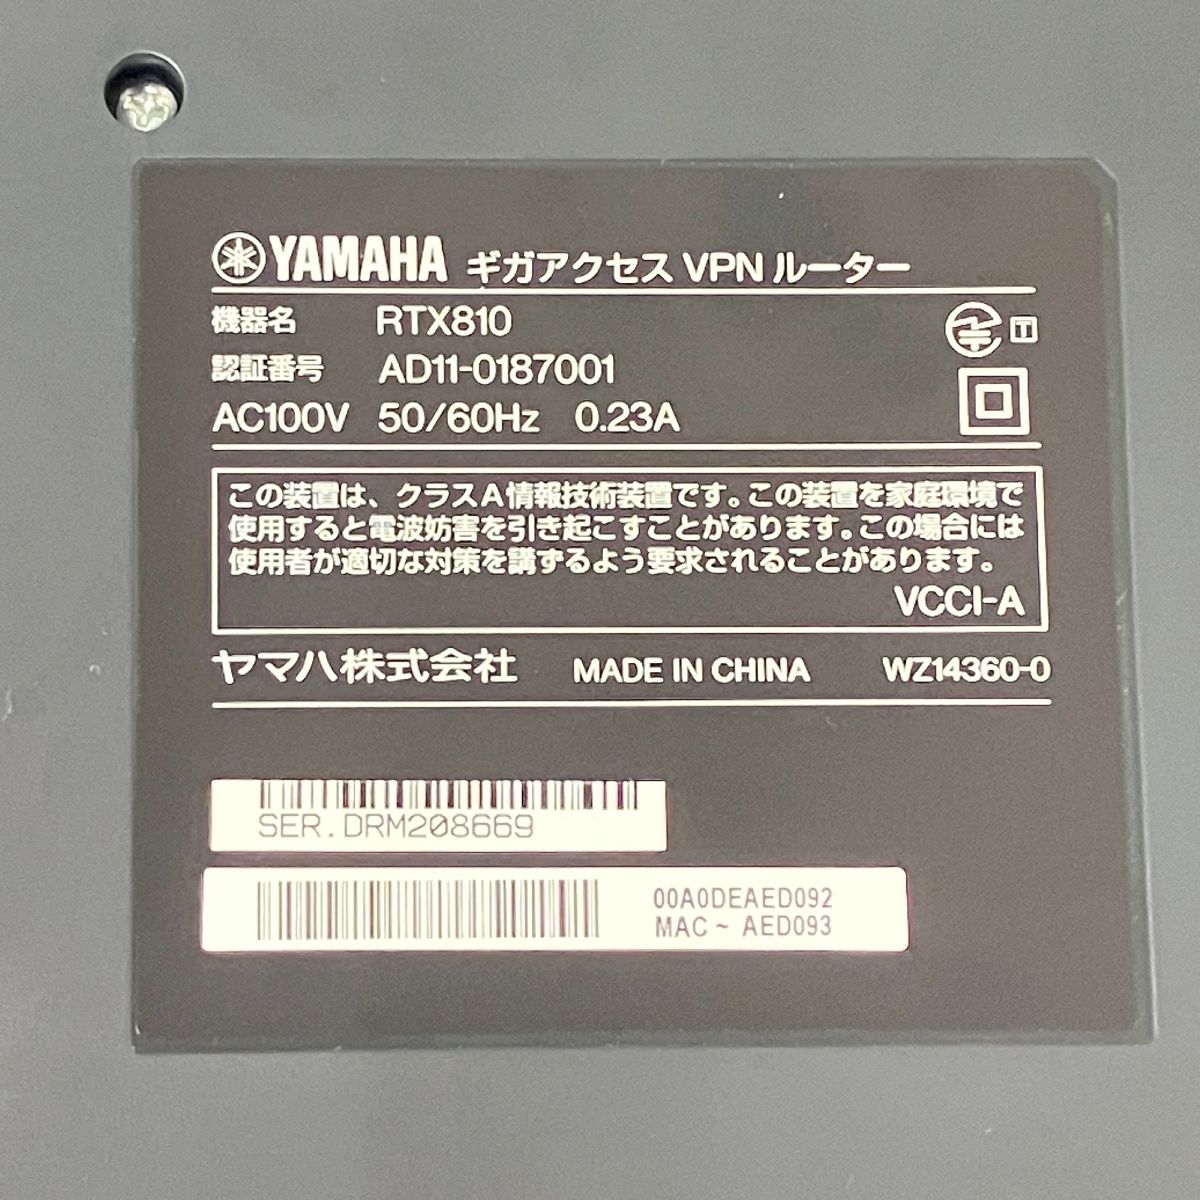 YAMAHA ギガアクセス VPN ルーター
機器名 RTX810
認証番号 AD11-0187001
T
AC100V 50/60Hz 0.23A
この装置は、クラスA情報技術装置です。この装置を家庭環境で
使用すると電波妨害を引き起こすことがあります。この場合には
使用者が適切な対策を講ずるよう要求されることがあります。
VCCI-A
ヤマハ株式会社 MADE IN CHINA WZ14360-0
SER.DRM208669
00A0DEAED092
MAC～ AED093